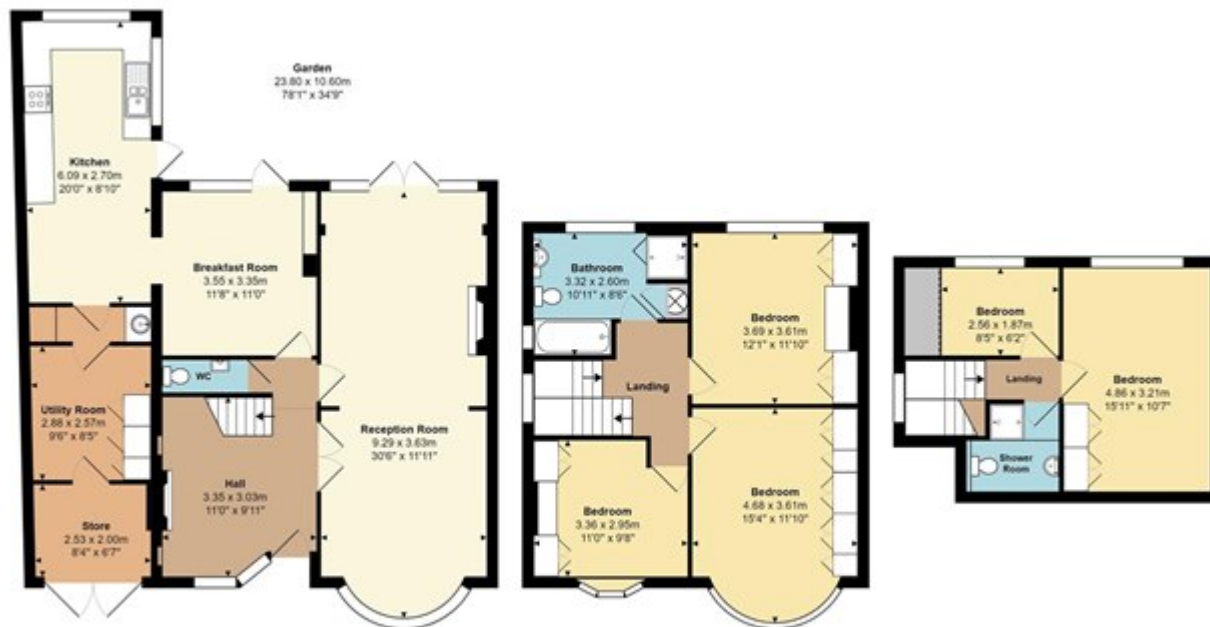 Garden
23.80 x 10.60m
78'1" x 34'9"
Kitchen
6.09 x 2.70m
20'0" x 8'10"
Breakfast Room
3.55 x 3.35m
11'8" x 11'0"
WC
Utility Room
2.88 x 2.57m
9'6" x 8'5"
Reception Room
9.29 x 3.63m
30'6" x 11'11"
Hall
3.35 x 3.03m
11'0" x 9'11"
Store
2.53 x 2.00m
8'4" x 6'7"
Bathroom
3.32 x 2.60m
10'11" x 8'6"
Bedroom
3.69 x 3.61m
12'1" x 11'10"
Landing
Bedroom
4.68 x 3.61m
15'4" x 11'10"
Bedroom
3.36 x 2.95m
11'0" x 9'8"
Bedroom
2.56 x 1.87m
8'5" x 6'2"
Landing
Bedroom
4.86 x 3.21m
15'11" x 10'7"
Shower
Room